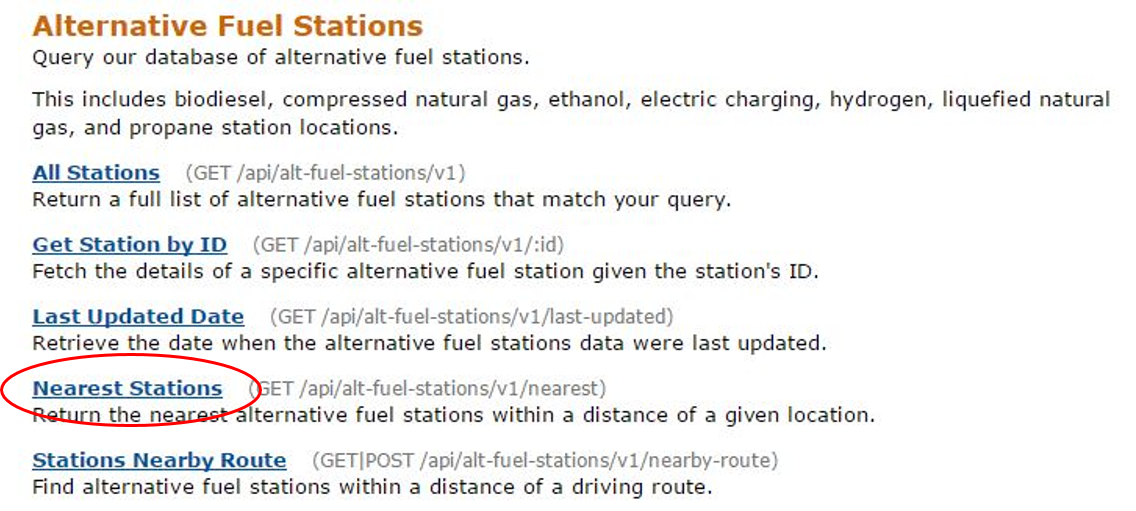 Alternative Fuel Stations
Query our database of alternative fuel stations.
This includes biodiesel, compressed natural gas, ethanol, electric charging, hydrogen, liquefied natural
gas, and propane station locations.
All Stations (GET /api/alt-fuel-stations/v1)
Return a full list of alternative fuel stations that match your query.
Get Station by ID (GET /api/alt-fuel-stations/v1/:id)
Fetch the details of a specific alternative fuel station given the station's ID.
Last Updated Date (GET /api/alt-fuel-stations/v1/last-updated)
Retrieve the date when the alternative fuel stations data were last updated.
Nearest Stations (GET /api/alt-fuel-stations/v1/nearest)
Return the nearest alternative fuel stations within a distance of a given location.
Stations Nearby Route (GET|POST /api/alt-fuel-stations/v1/nearby-route)
Find alternative fuel stations within a distance of a driving route.